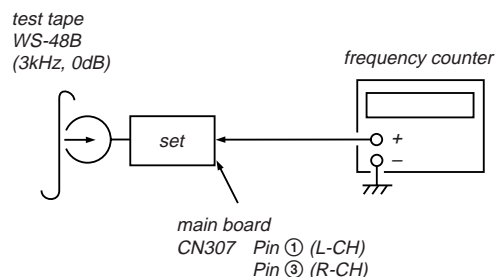 test tape
WS-48B
(3kHz, 0dB)
frequency counter
set
+
–
main board
CN307 Pin ① (L-CH)
Pin ③ (R-CH)